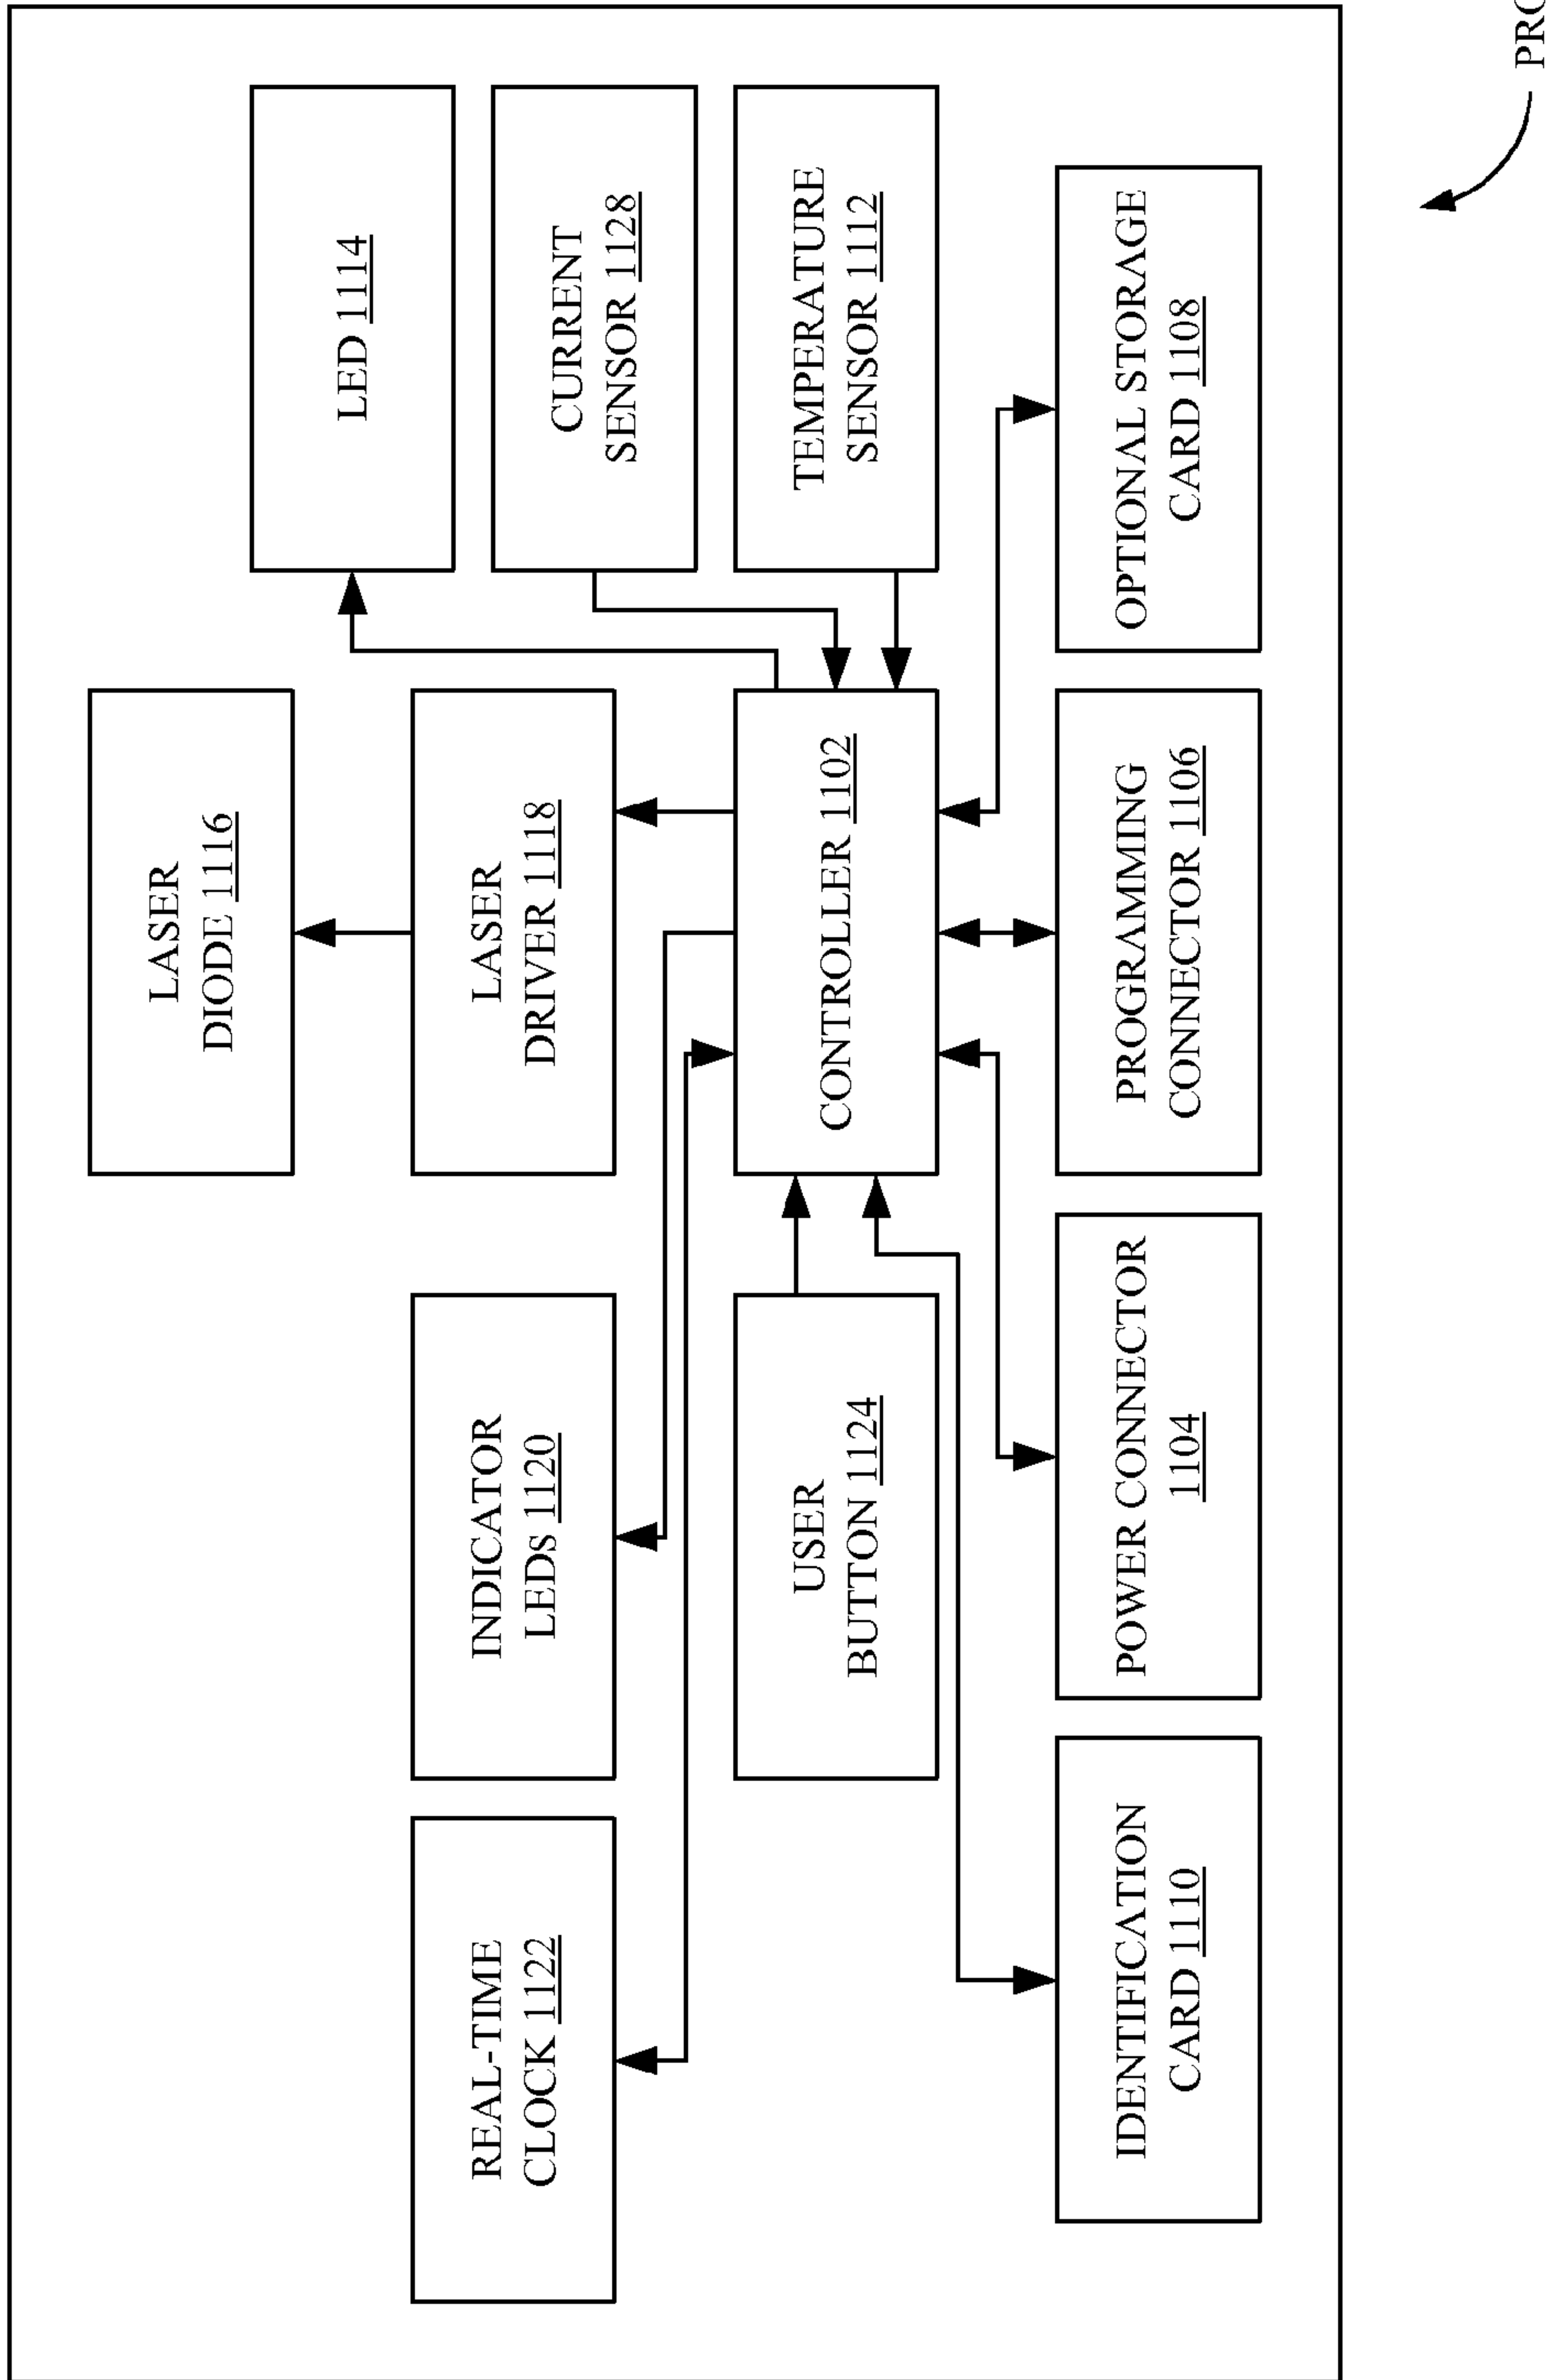 LASER
DIODE 1116
LED 1114
REAL-TIME
CLOCK 1122
INDICATOR
LEDS 1120
LASER
DRIVER 1118
CURRENT
SENSOR 1128
USER
BUTTON 1124
CONTROLLER 1102
TEMPERATURE
SENSOR 1112
IDENTIFICATION
CARD 1110
POWER CONNECTOR
1104
PROGRAMMING
CONNECTOR 1106
OPTIONAL STORAGE
CARD 1108